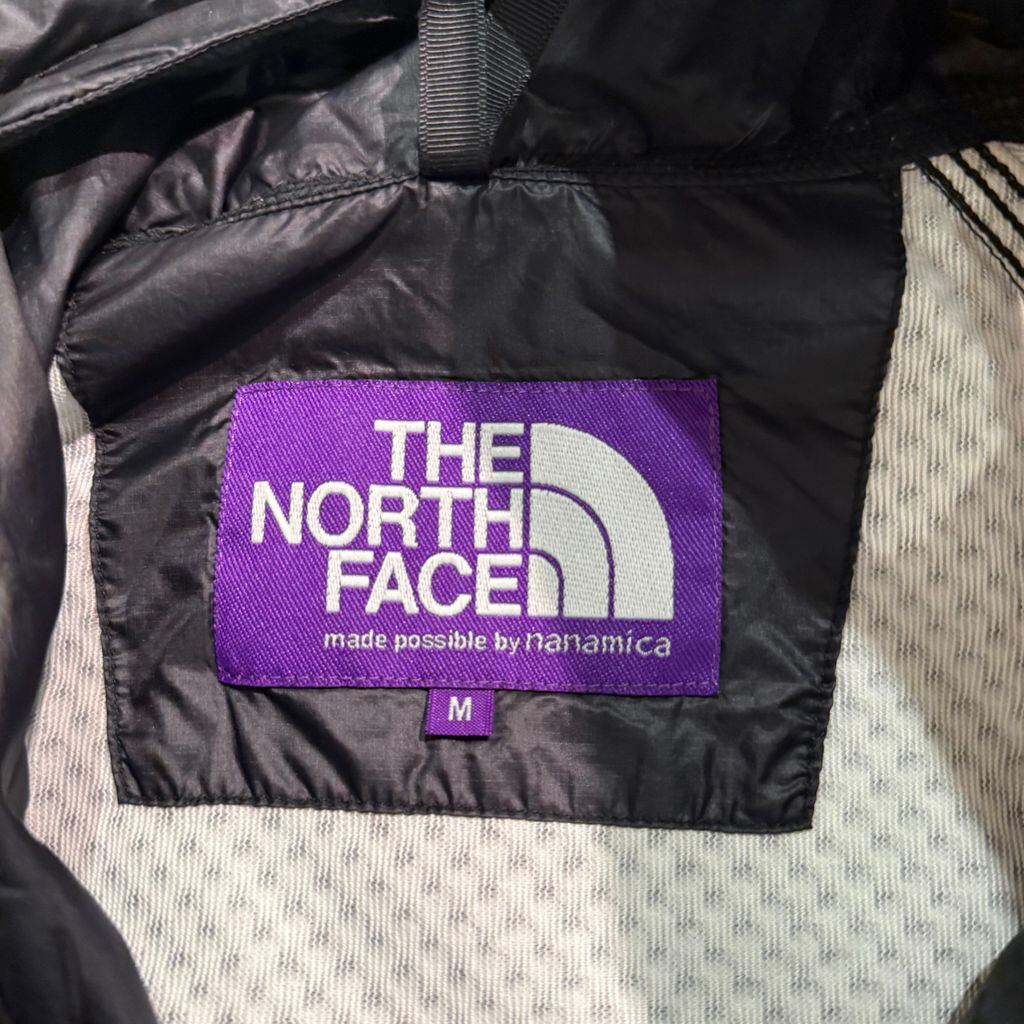 THE
NORTH
FACE
made possible by nanamica
M